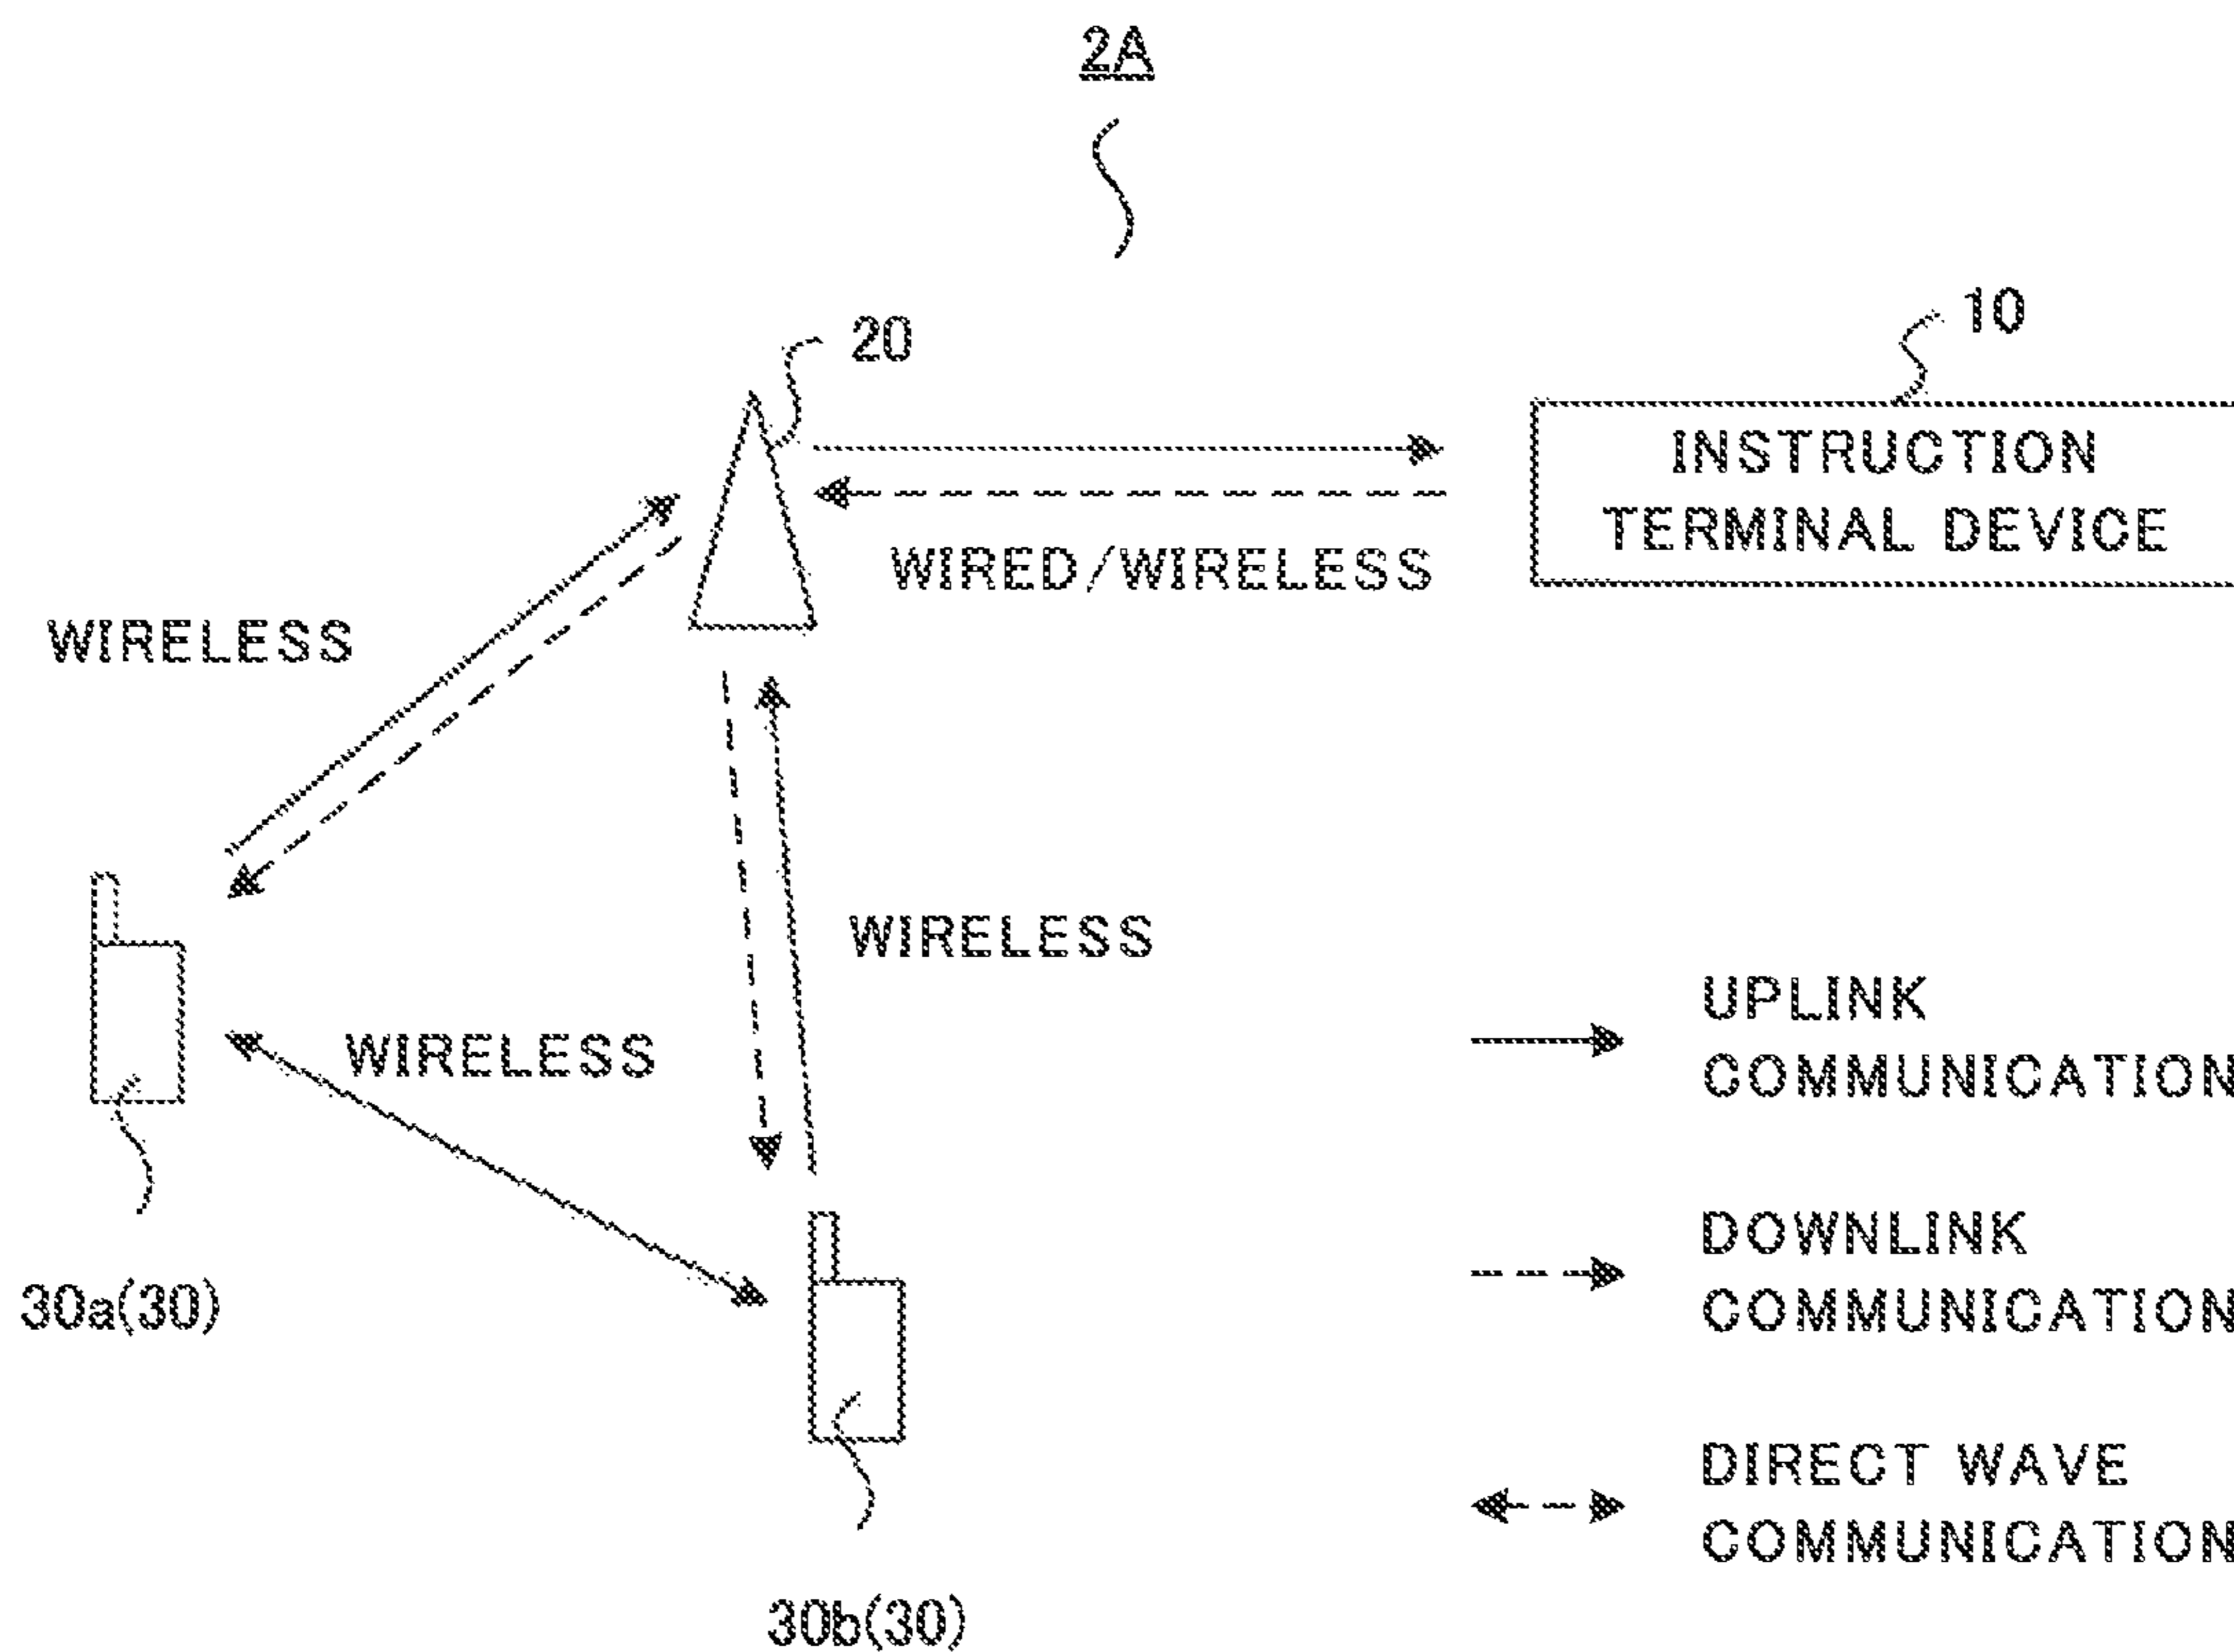 2A
20
10
INSTRUCTION
TERMINAL DEVICE
WIRED/WIRELESS
WIRELESS
WIRELESS
WIRELESS
30a(30)
30b(30)
UPLINK
COMMUNICATION
DOWNLINK
COMMUNICATION
DIRECT WAVE
COMMUNICATION